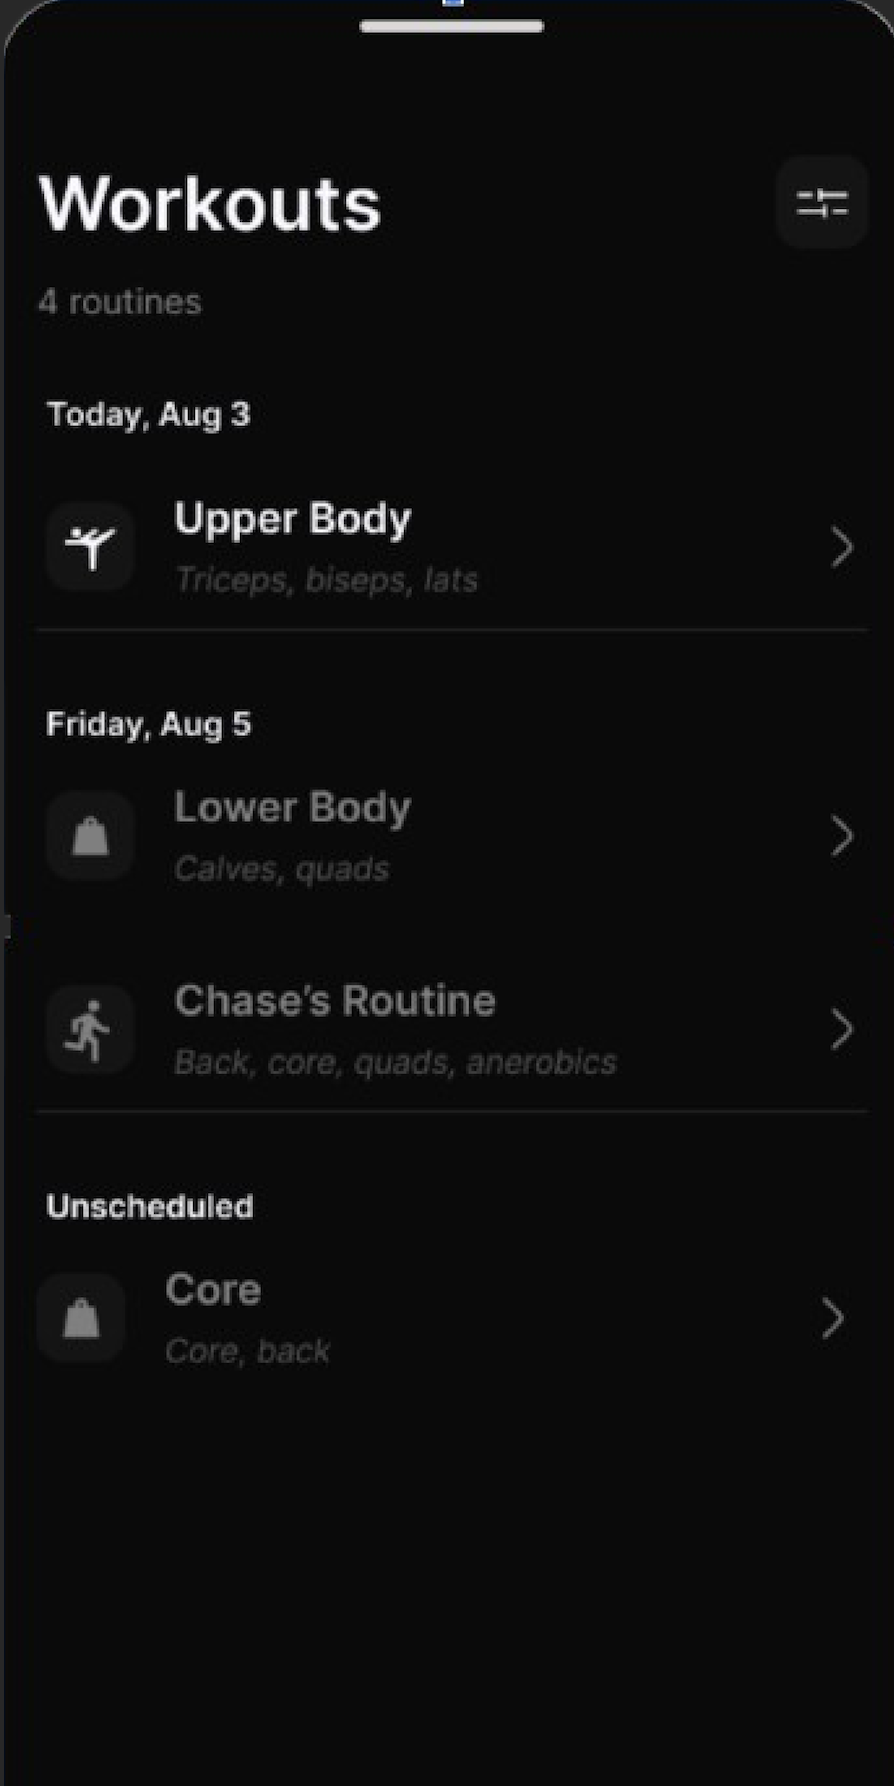 Workouts
4 routines
Today, Aug 3
Upper Body
Triceps, biseps, lats
Friday, Aug 5
Lower Body
Calves, quads
Chase’s Routine
Back, core, quads, anerobics
Unscheduled
Core
Core, back